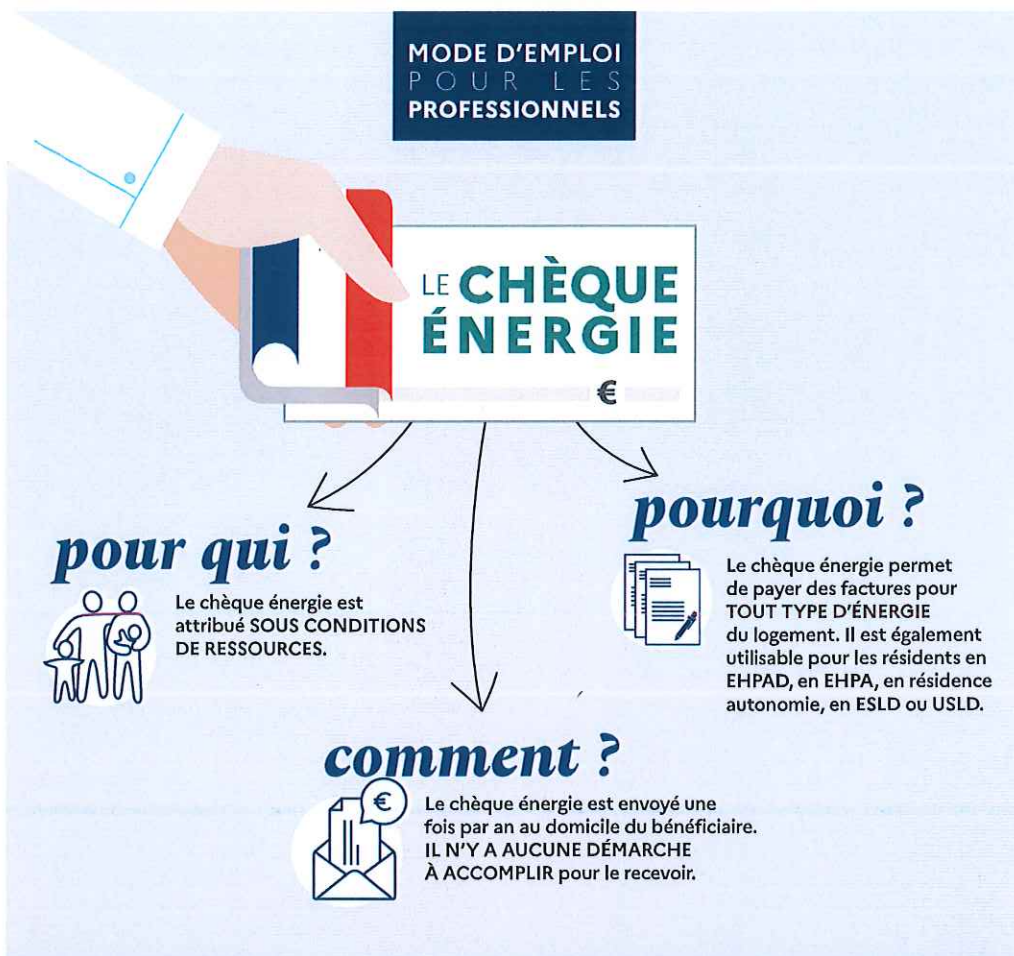 MODE D'EMPLOI
POUR LES
PROFESSIONNELS
LE CHÈQUE
ÉNERGIE
€
pour qui ?
Le chèque énergie est
attribué SOUS CONDITIONS
DE RESSOURCES.
pourquoi ?
Le chèque énergie permet
de payer des factures pour
TOUT TYPE D'ÉNERGIE
du logement. Il est également
utilisable pour les résidents en
EHPAD, en EHPA, en résidence
autonomie, en ESLD ou USLD.
comment ?
€
Le chèque énergie est envoyé une
fois par an au domicile du bénéficiaire.
IL N'Y A AUCUNE DÉMARCHE
À ACCOMPLIR pour le recevoir.